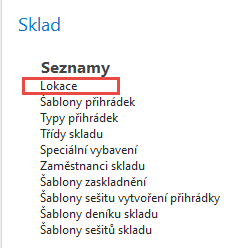 Sklad
Seznamy
Lokace
Šablony přihrádek
Typy přihrádek
Třídy skladu
Speciální vybavení
Zaměstnanci skladu
Šablony zaskladnění
Šablony sešitu vytvoření přihrádky
Šablony deníku skladu
Šablony sešitů skladu